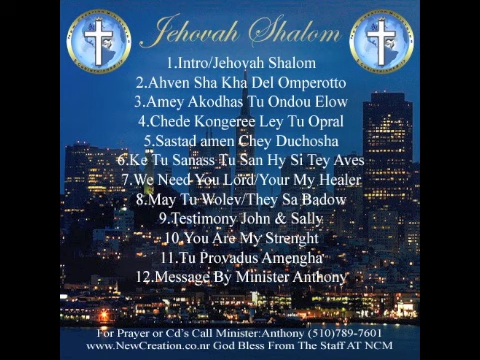 Jehovah Shalom
1.Intro/Jehovah Shalom
2.Ahven Sha Kha Del Omperotto
3.Amey Akodhas Tu Ondou Elow
4.Chede Kongeree Ley Tu Opral
5.Sastad amen Chey Duchosha
6.Ke Tu Sanass Tu San Hy Si Tey Aves
7.We Need You Lord/Your My Healer
8.May Tu Wolev/They Sa Badow
9.Testimony John & Sally
10.You Are My Strenght
11.Tu Provadus Amengha
12.Message By Minister Anthony
For Prayer or Cd's Call Minister:Anthony (510)789-7601
www.NewCreation.co.nr God Bless From The Staff AT NCM